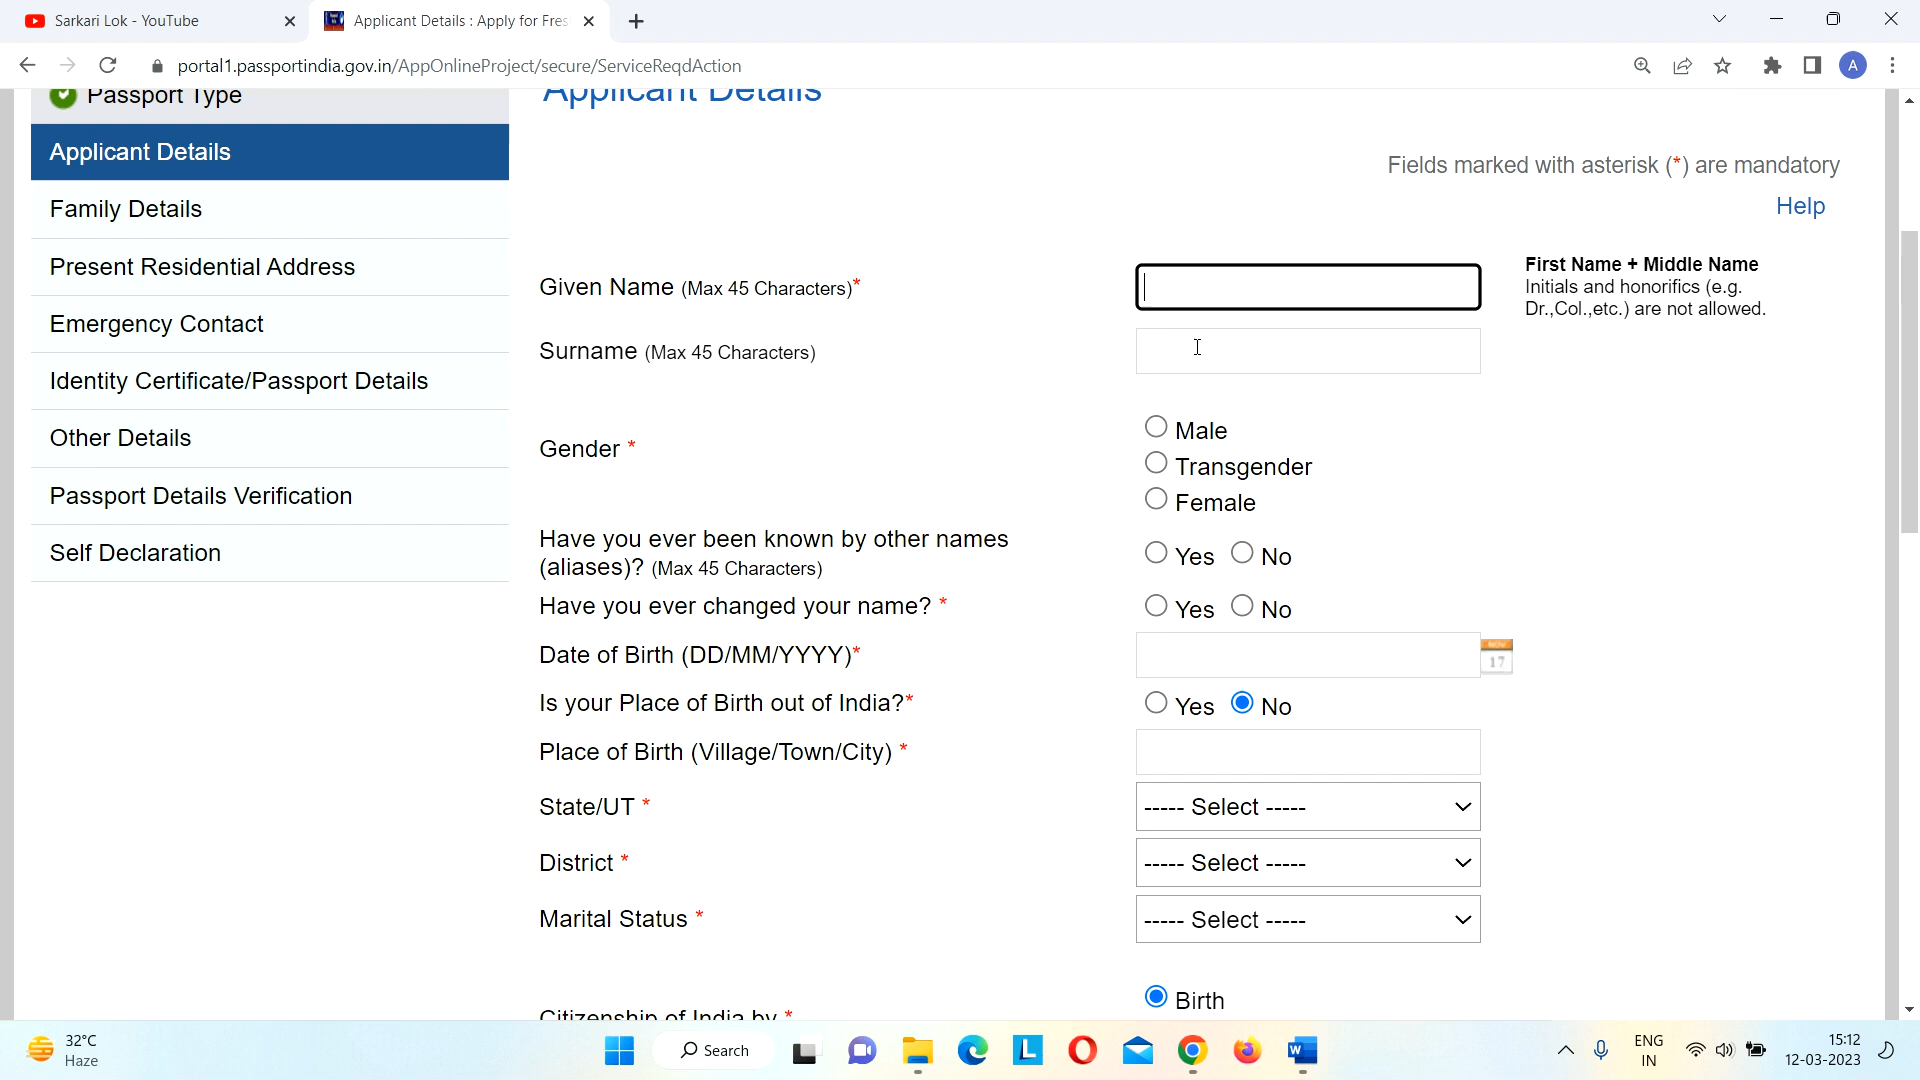 Sarkari Lok - YouTube
Applicant Details : Apply for Fres
portal1.passportindia.gov.in/AppOnlineProject/secure/ServiceReqdAction
A
Passport Type
Applicant Details
Family Details
Present Residential Address
Emergency Contact
Identity Certificate/Passport Details
Other Details
Passport Details Verification
Self Declaration
Applicant Details
Fields marked with asterisk (*) are mandatory
Help
Given Name (Max 45 Characters)*
First Name + Middle Name
Initials and honorifics (e.g.
Dr.,Col.,etc.) are not allowed.
Surname (Max 45 Characters)
Gender *
Male
Transgender
Female
Have you ever been known by other names
(aliases)? (Max 45 Characters)
Yes No
Have you ever changed your name? *
Yes No
Date of Birth (DD/MM/YYYY)*
NOV
17
Is your Place of Birth out of India?*
Yes No
Place of Birth (Village/Town/City) *
State/UT *
----- Select -----
District *
----- Select -----
Marital Status *
----- Select -----
Citizenship of India by *
Birth
32°C
Haze
Search
L
W
ENG
IN
15:12
12-03-2023